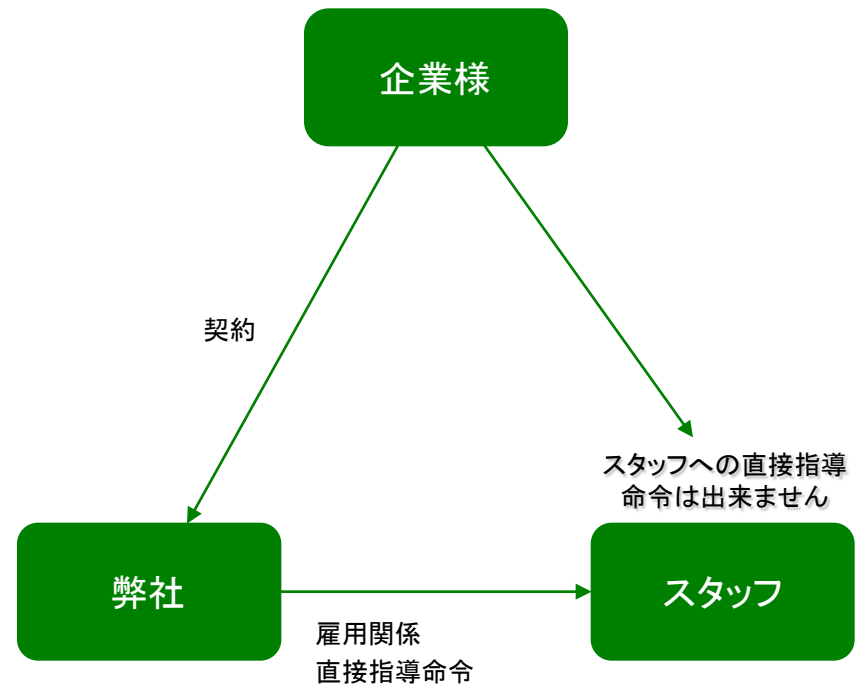 企業様
契約
スタッフへの直接指導
命令は出来ません
弊社
スタッフ
雇用関係
直接指導命令